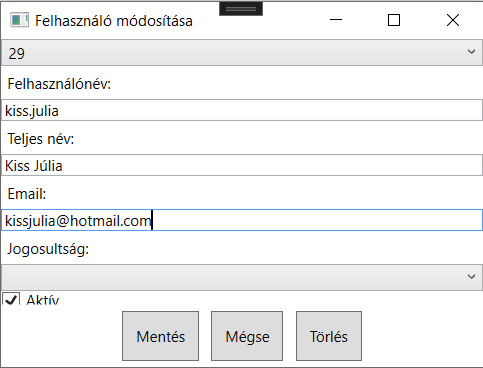 Felhasználó módosítása
29
Felhasználónév:
kiss.julia
Teljes név:
Kiss Júlia
Email:
kissjulia@hotmail.com
Jogosultság:
Aktív
Mentés Mégse Törlés